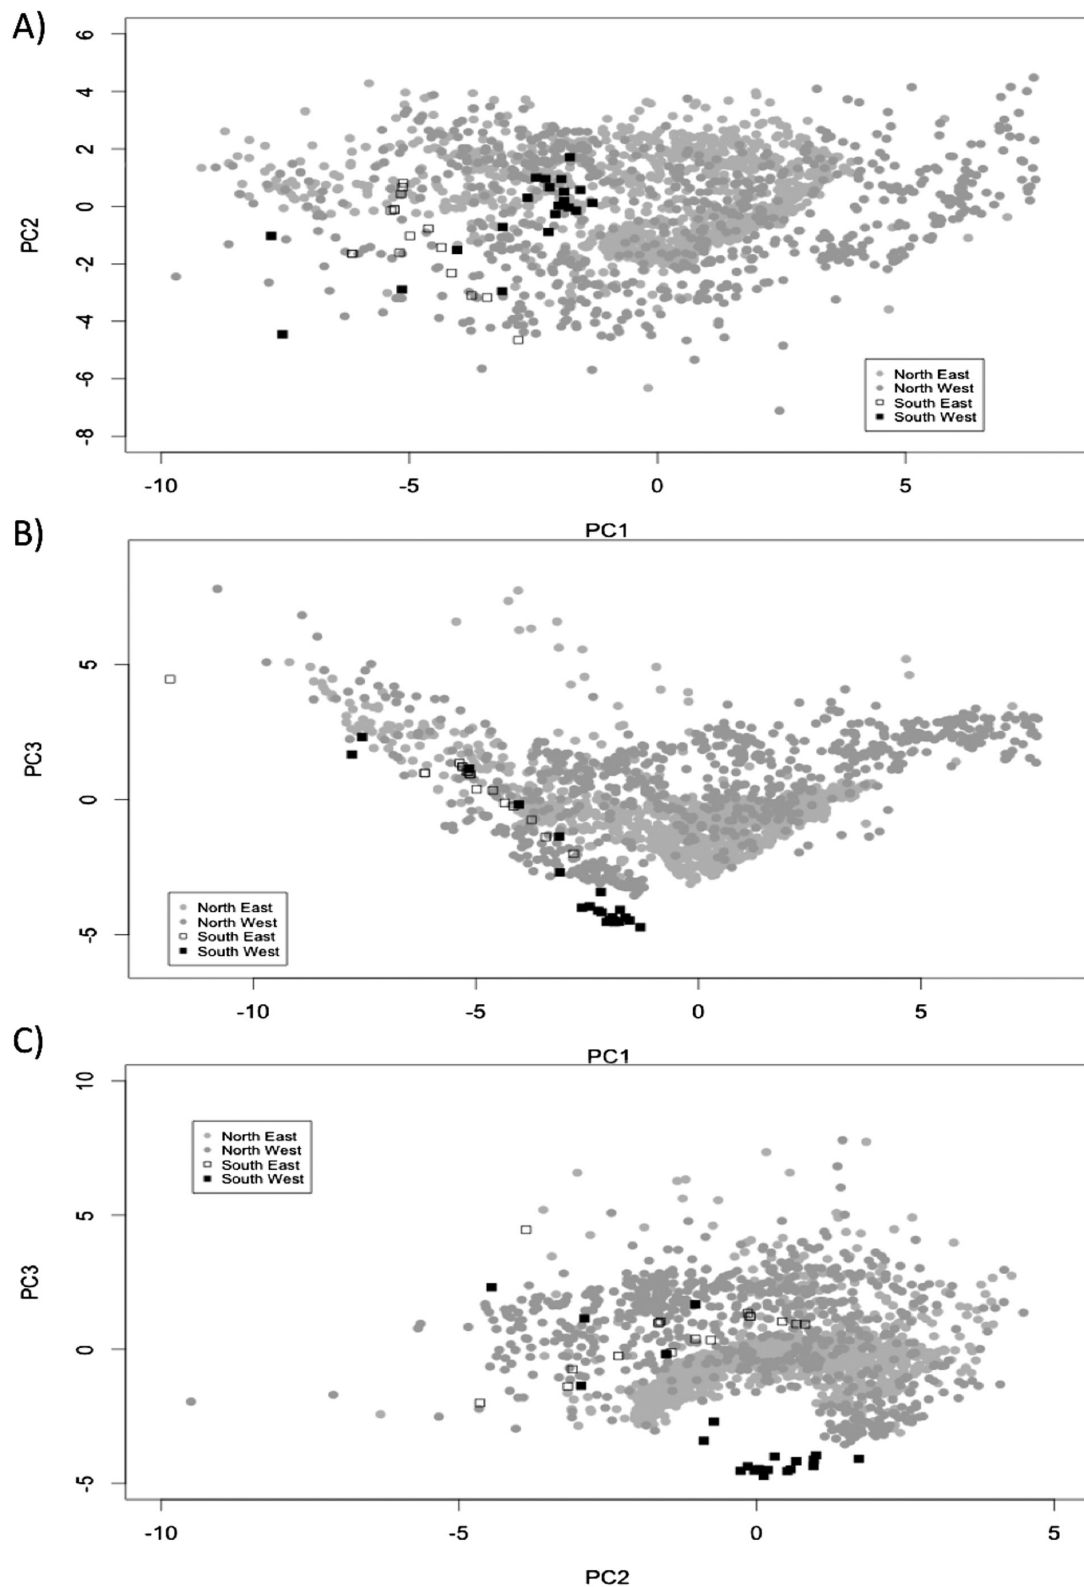 A)
6
4
2
0
-2
-4
-6
-8
PC2
North East
North West
South East
South West
-10 -5 0 5
PC1
B)
5
0
-5
PC3
North East
North West
South East
South West
-10 -5 0 5
PC1
C)
10
5
0
-5
PC3
North East
North West
South East
South West
-10 -5 0 5
PC2